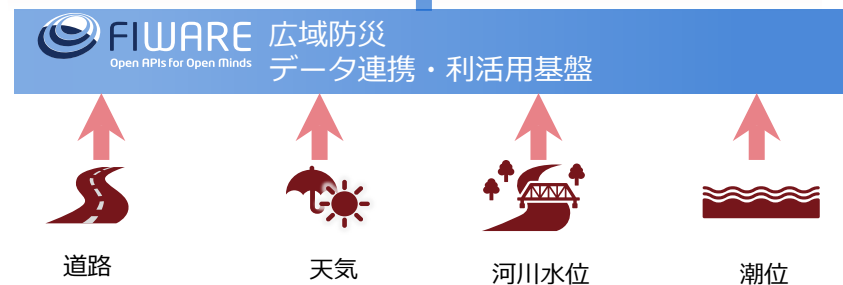 FIWARE
Open APIs for Open Minds
広域防災
データ連携・利活用基盤
道路
天気
河川水位
潮位